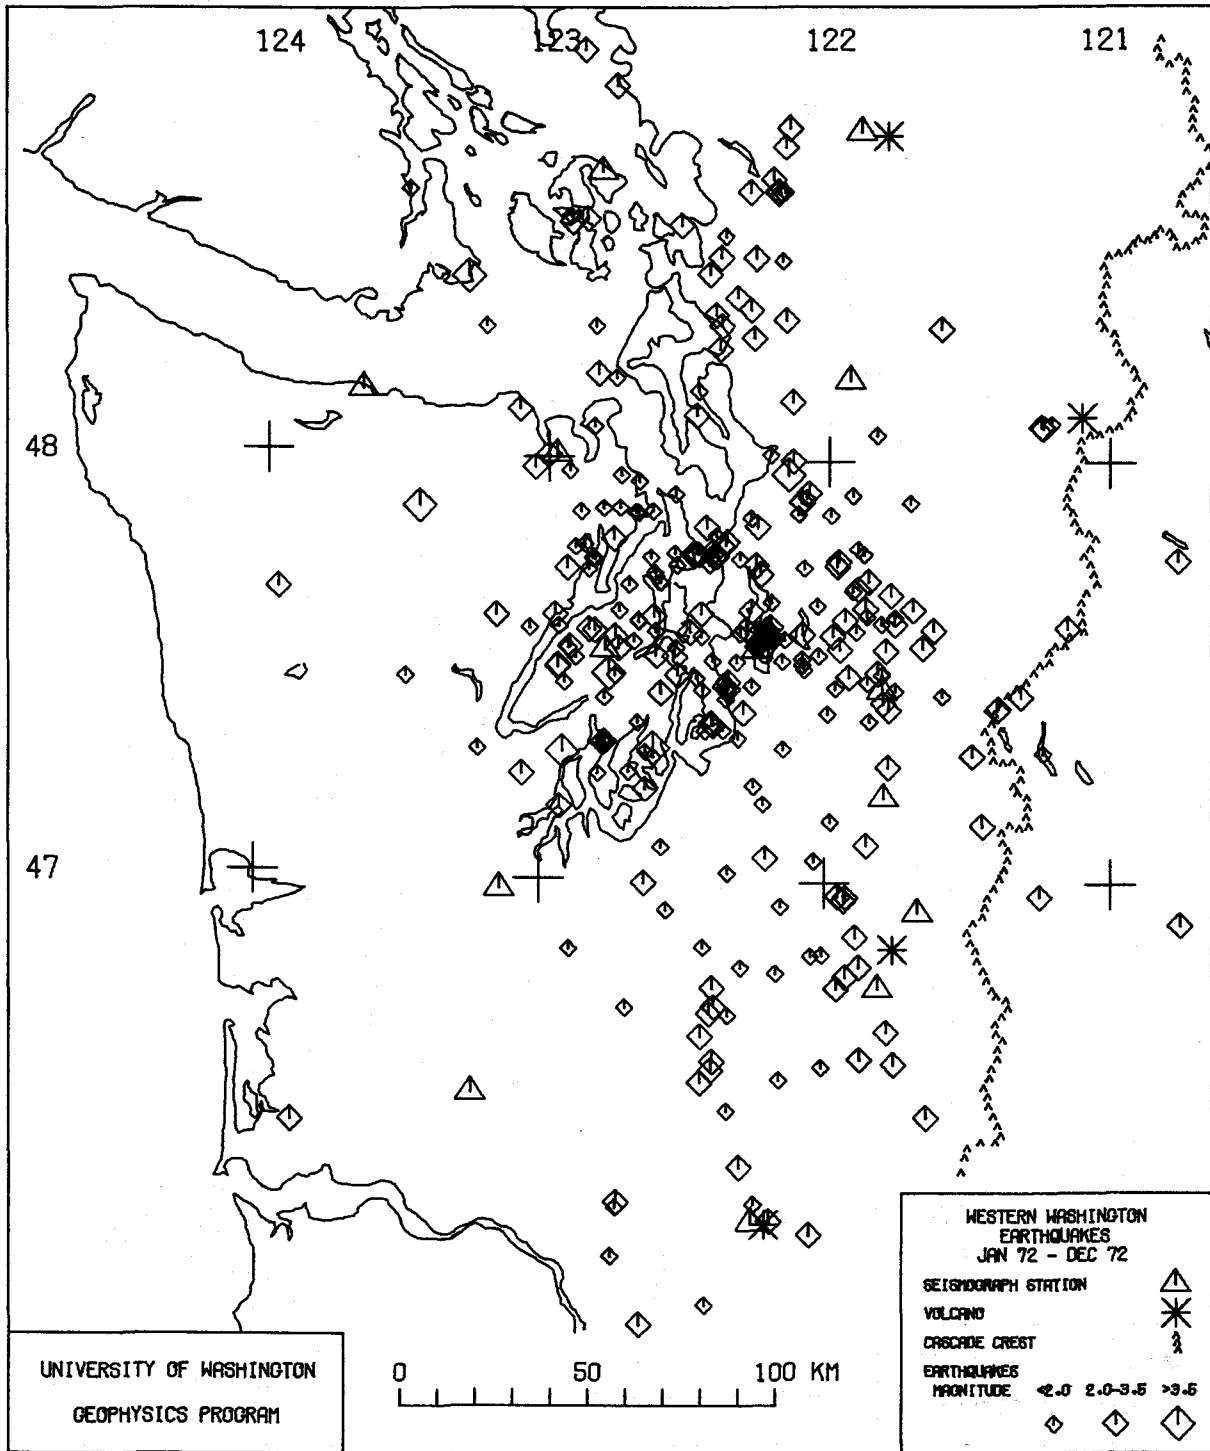 124 123 122 121
48
47
WESTERN WASHINGTON
EARTHQUAKES
JAN 72 - DEC 72
SEISMOGRAPH STATION
VOLCANO
CASCADE CREST
EARTHQUAKES
MAGNITUDE <2.0 2.0-3.5 >3.5
UNIVERSITY OF WASHINGTON
GEOPHYSICS PROGRAM
0 50 100 KM